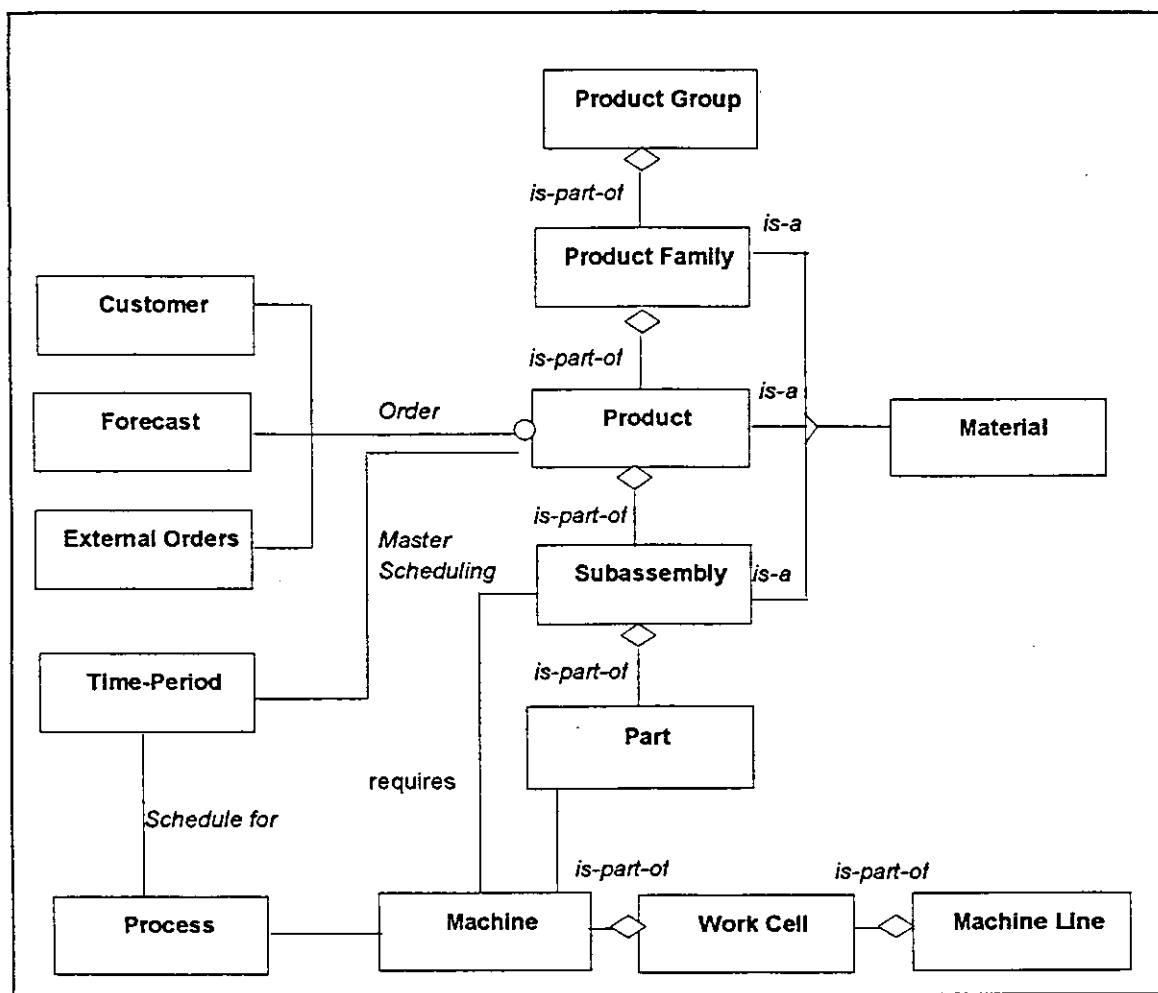 Product Group
is-part-of
is-a
Product Family
Customer
is-part-of
is-a
Order
Forecast
Product
Material
is-part-of
External Orders
Master
Scheduling
Subassembly
is-a
is-part-of
Time-Period
Part
requires
Schedule for
is-part-of
is-part-of
Process
Machine
Work Cell
Machine Line